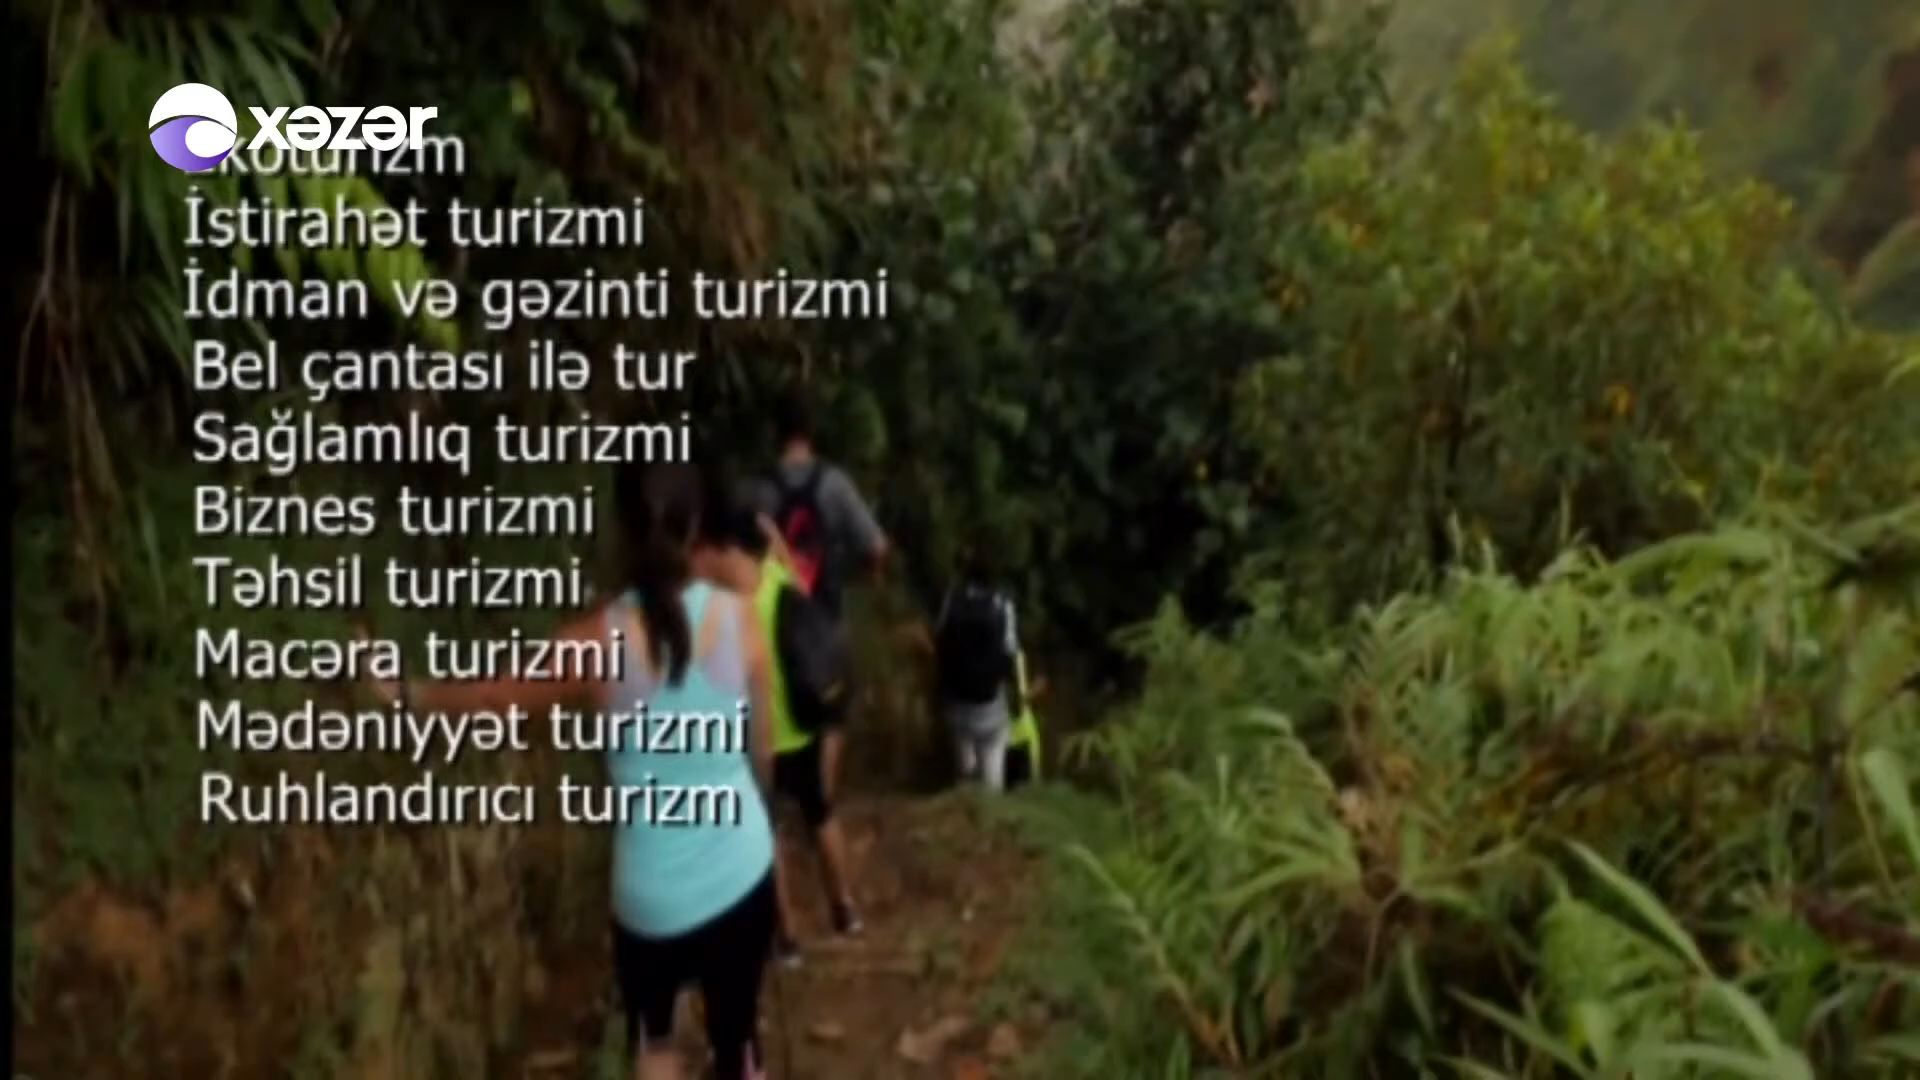 xəzər
Ekoturizm
İstirahət turizmi
İdman və gəzinti turizmi
Bel çantası ilə tur
Sağlamlıq turizmi
Biznes turizmi
Təhsil turizmi
Macəra turizmi
Mədəniyyət turizmi
Ruhlandırıcı turizm